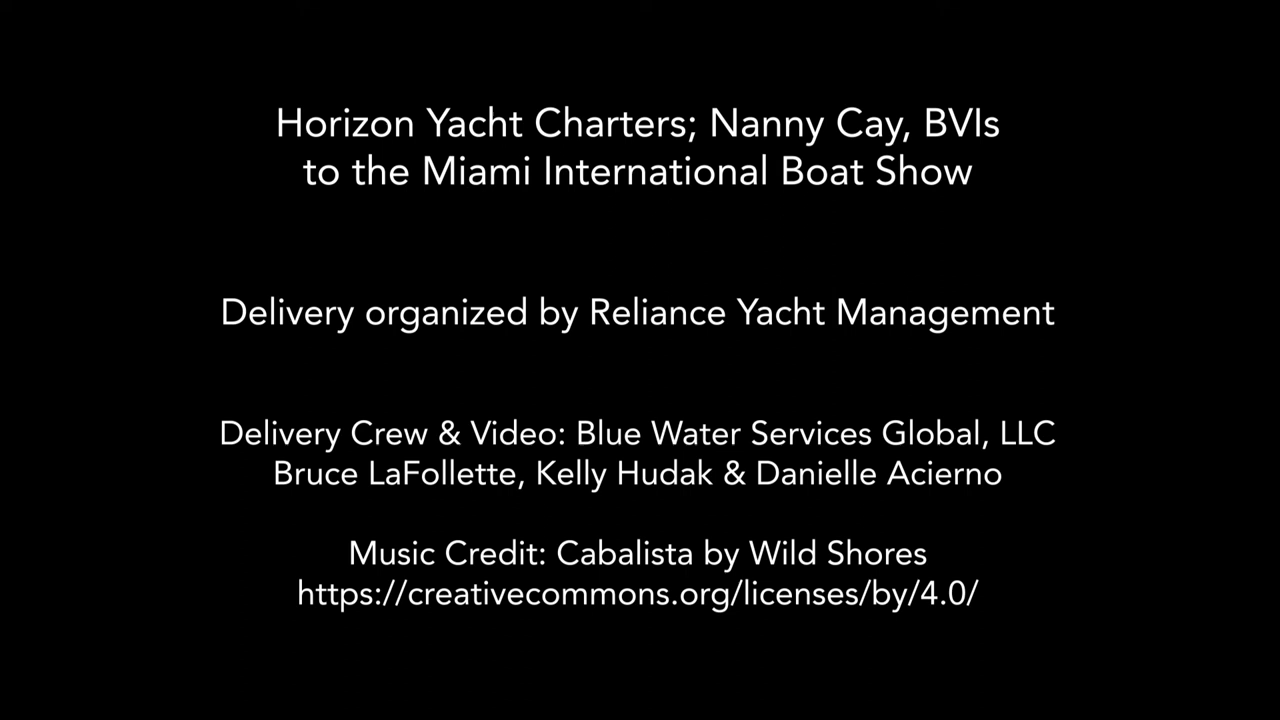 Horizon Yacht Charters; Nanny Cay, BVIs
to the Miami International Boat Show
Delivery organized by Reliance Yacht Management
Delivery Crew & Video: Blue Water Services Global, LLC
Bruce LaFollette, Kelly Hudak & Danielle Acierno
Music Credit: Cabalista by Wild Shores
https://creativecommons.org/licenses/by/4.0/